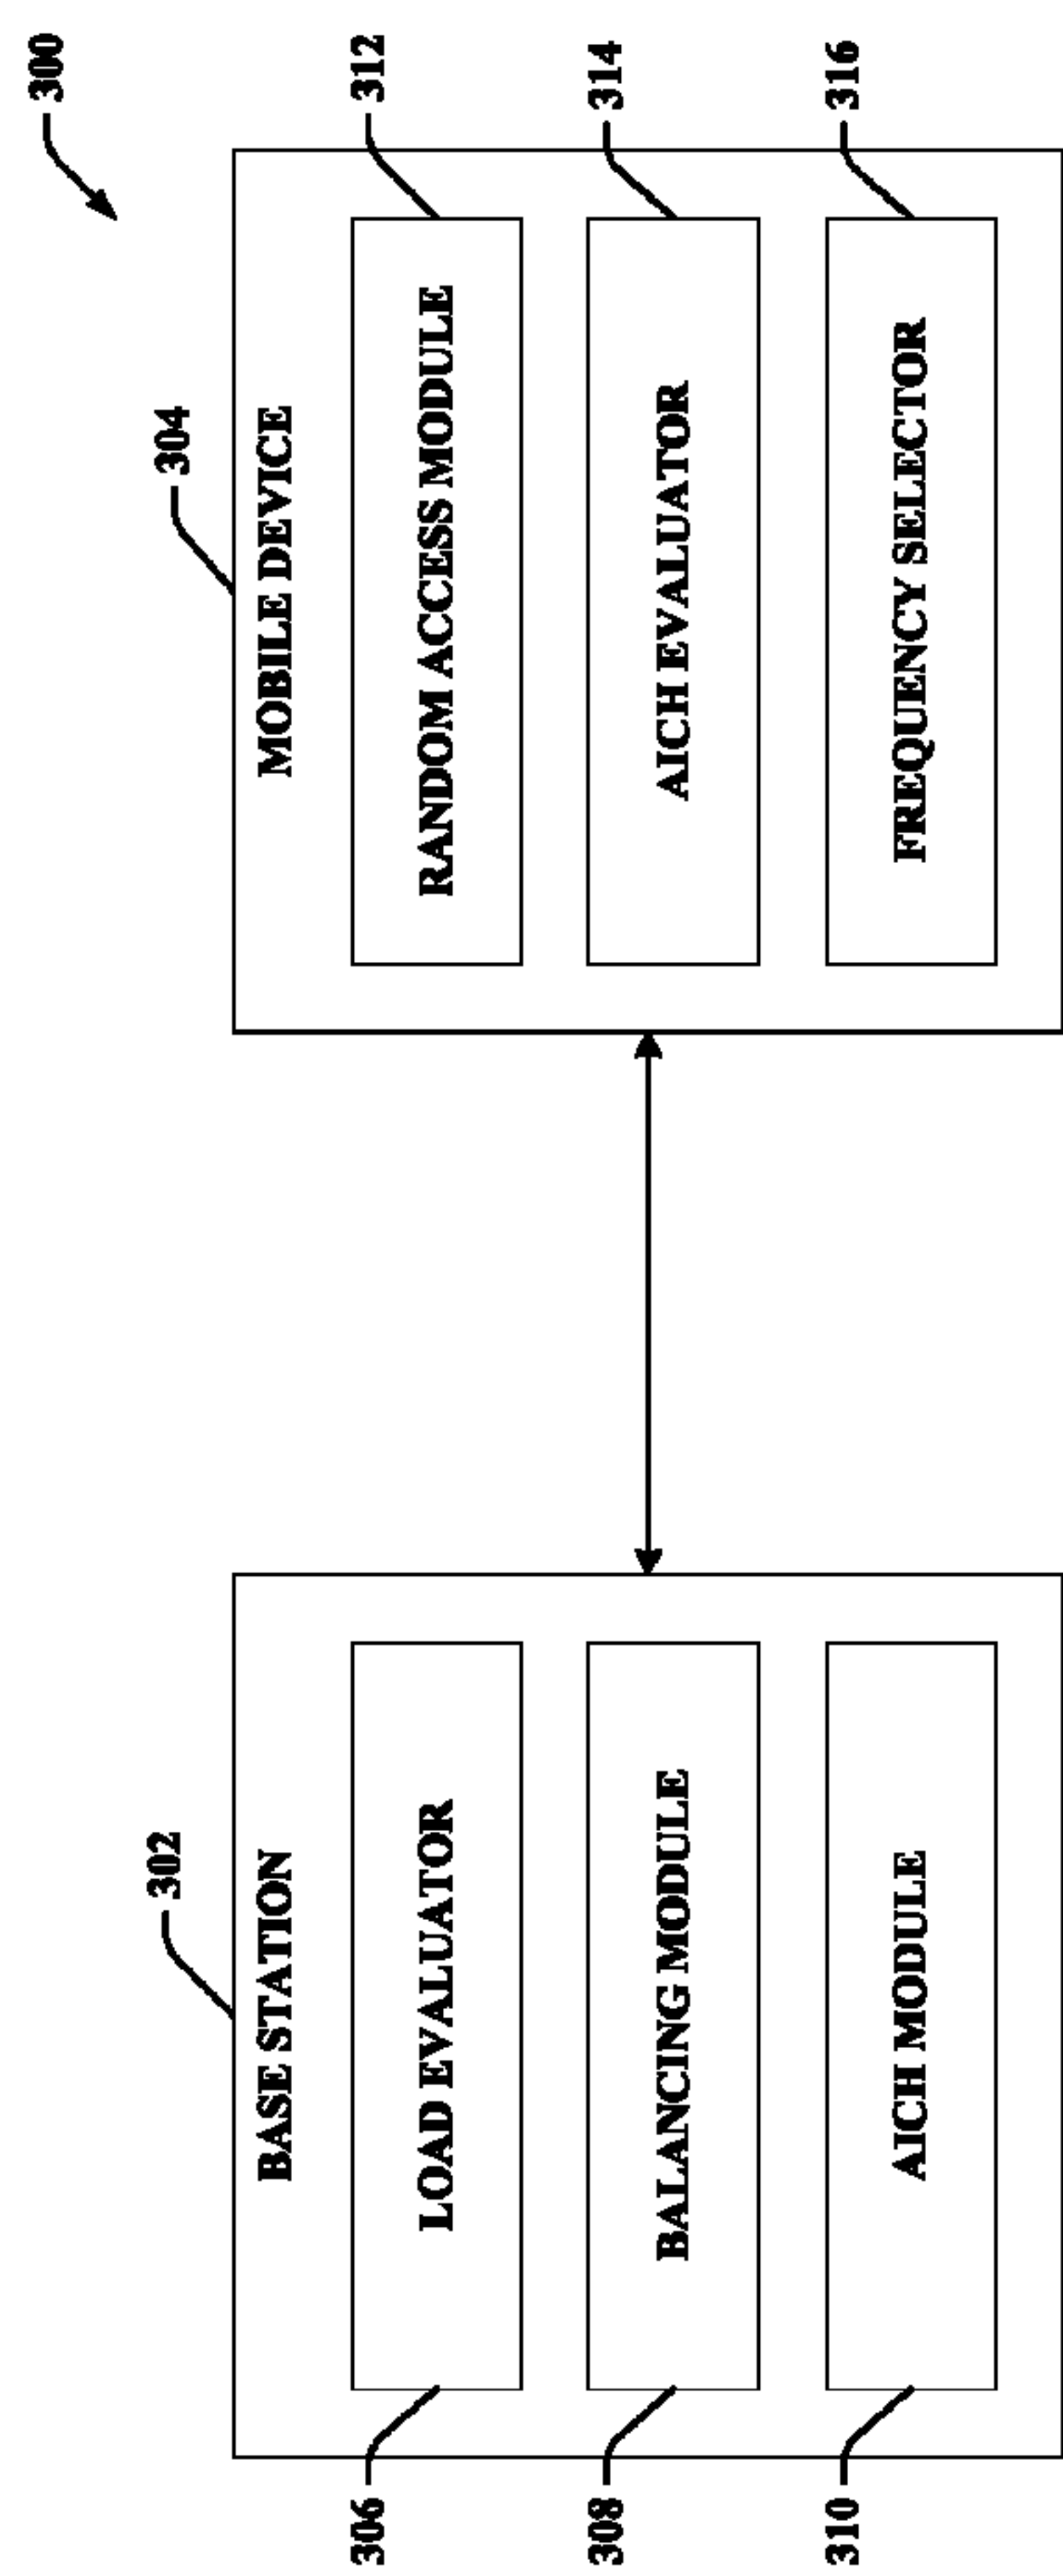 300
302
304
BASE STATION
MOBILE DEVICE
306
LOAD EVALUATOR
RANDOM ACCESS MODULE
312
308
BALANCING MODULE
AICH EVALUATOR
314
310
AICH MODULE
FREQUENCY SELECTOR
316